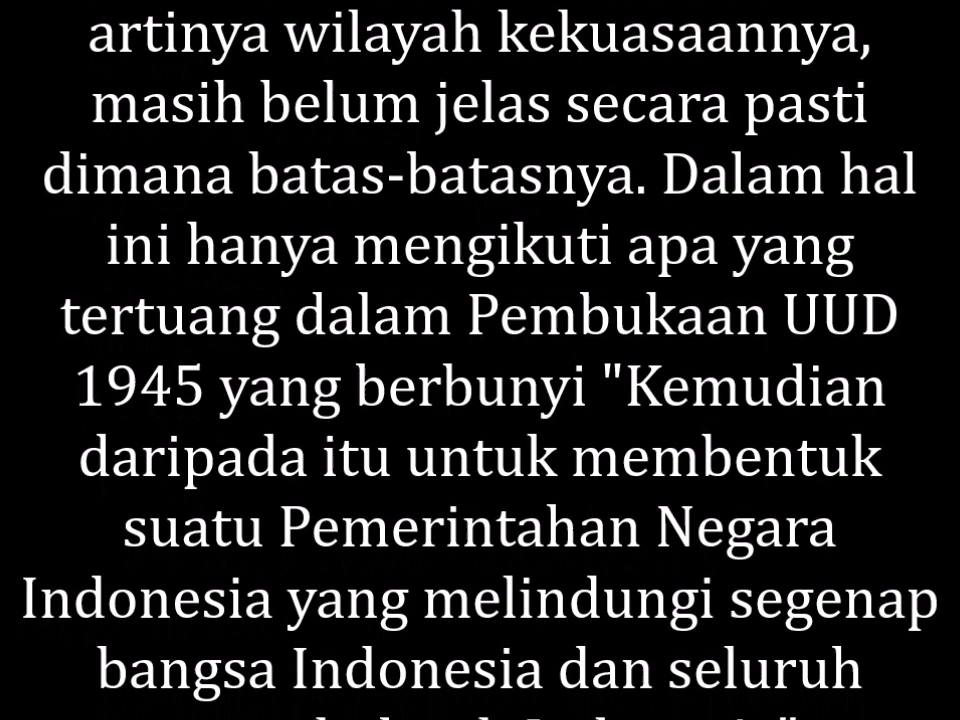 artinya wilayah kekuasaannya,
masih belum jelas secara pasti
dimana batas-batasnya. Dalam hal
ini hanya mengikuti apa yang
tertuang dalam Pembukaan UUD
1945 yang berbunyi "Kemudian
daripada itu untuk membentuk
suatu Pemerintahan Negara
Indonesia yang melindungi segenap
bangsa Indonesia dan seluruh